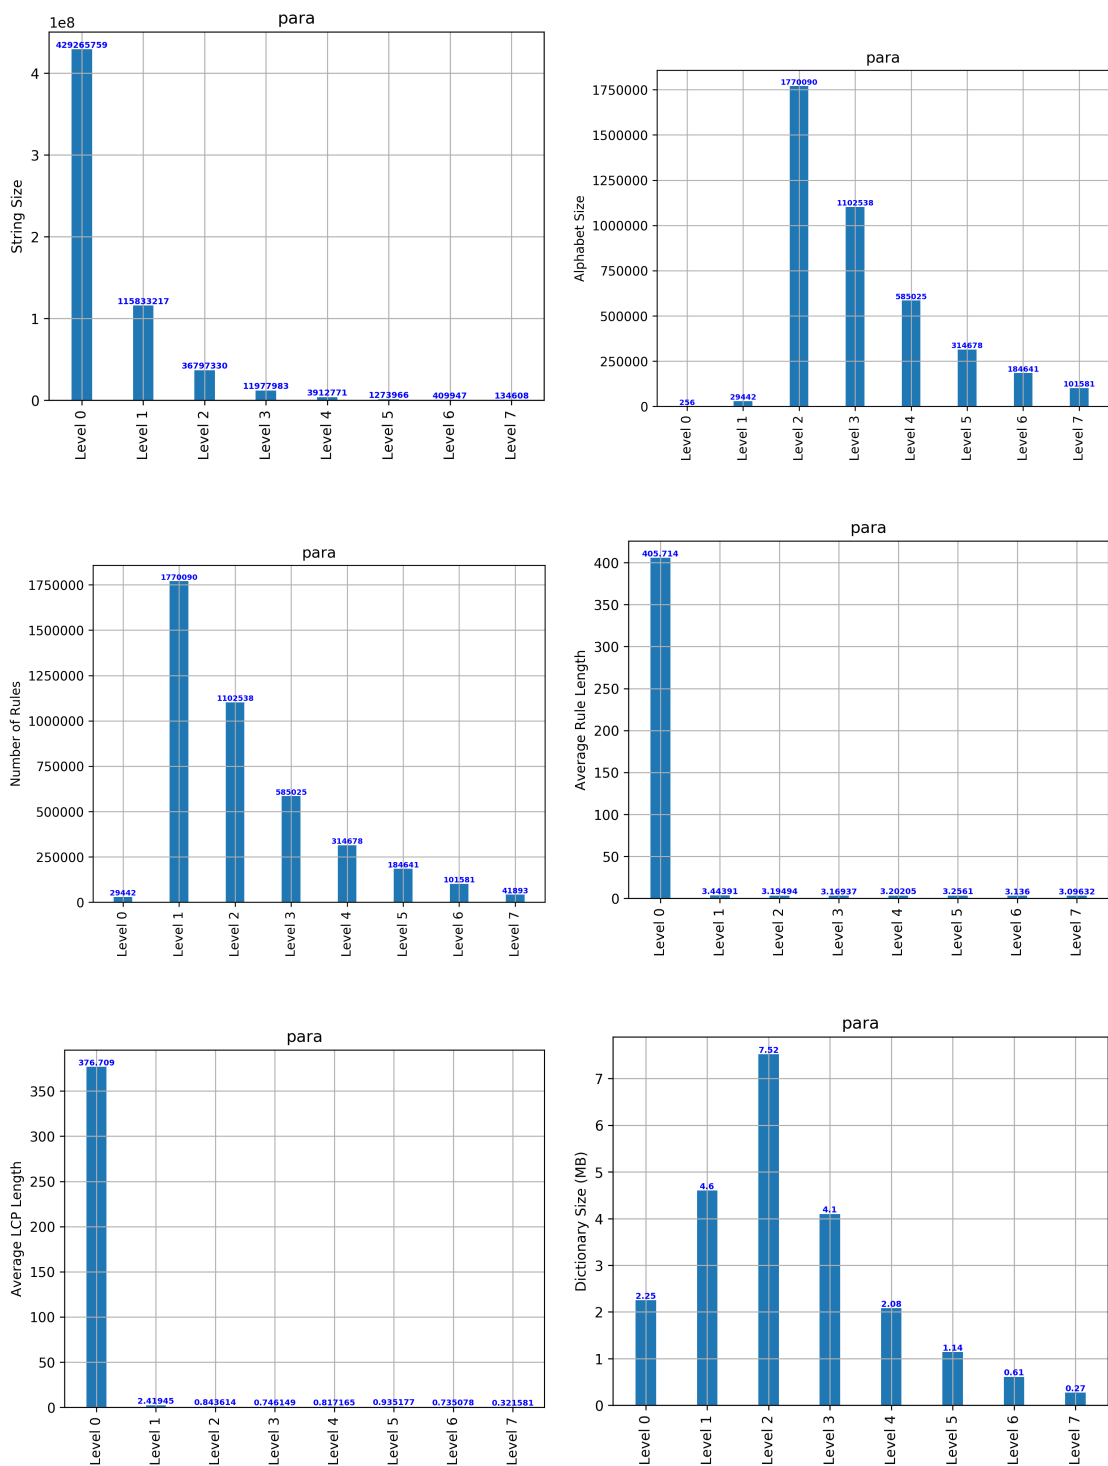 para
1e8
String Size
4
3
2
1
0
429265759
115833217
36797330
11977983
3912771
1273966
409947
134608
Level 0
Level 1
Level 2
Level 3
Level 4
Level 5
Level 6
Level 7
para
Alphabet Size
1750000
1500000
1250000
1000000
750000
500000
250000
0
256
29442
1770090
1102538
585025
314678
184641
101581
Level 0
Level 1
Level 2
Level 3
Level 4
Level 5
Level 6
Level 7
para
Number of Rules
1750000
1500000
1250000
1000000
750000
500000
250000
0
29442
1770090
1102538
585025
314678
184641
101581
41893
Level 0
Level 1
Level 2
Level 3
Level 4
Level 5
Level 6
Level 7
para
Average Rule Length
400
350
300
250
200
150
100
50
0
405.714
3.44391
3.19494
3.16937
3.20205
3.2561
3.136
3.09632
Level 0
Level 1
Level 2
Level 3
Level 4
Level 5
Level 6
Level 7
para
Average LCP Length
350
300
250
200
150
100
50
0
376.709
2.41945
0.843614
0.746149
0.817165
0.935177
0.735078
0.321581
Level 0
Level 1
Level 2
Level 3
Level 4
Level 5
Level 6
Level 7
para
Dictionary Size (MB)
7
6
5
4
3
2
1
0
2.25
4.6
7.52
4.1
2.08
1.14
0.61
0.27
Level 0
Level 1
Level 2
Level 3
Level 4
Level 5
Level 6
Level 7